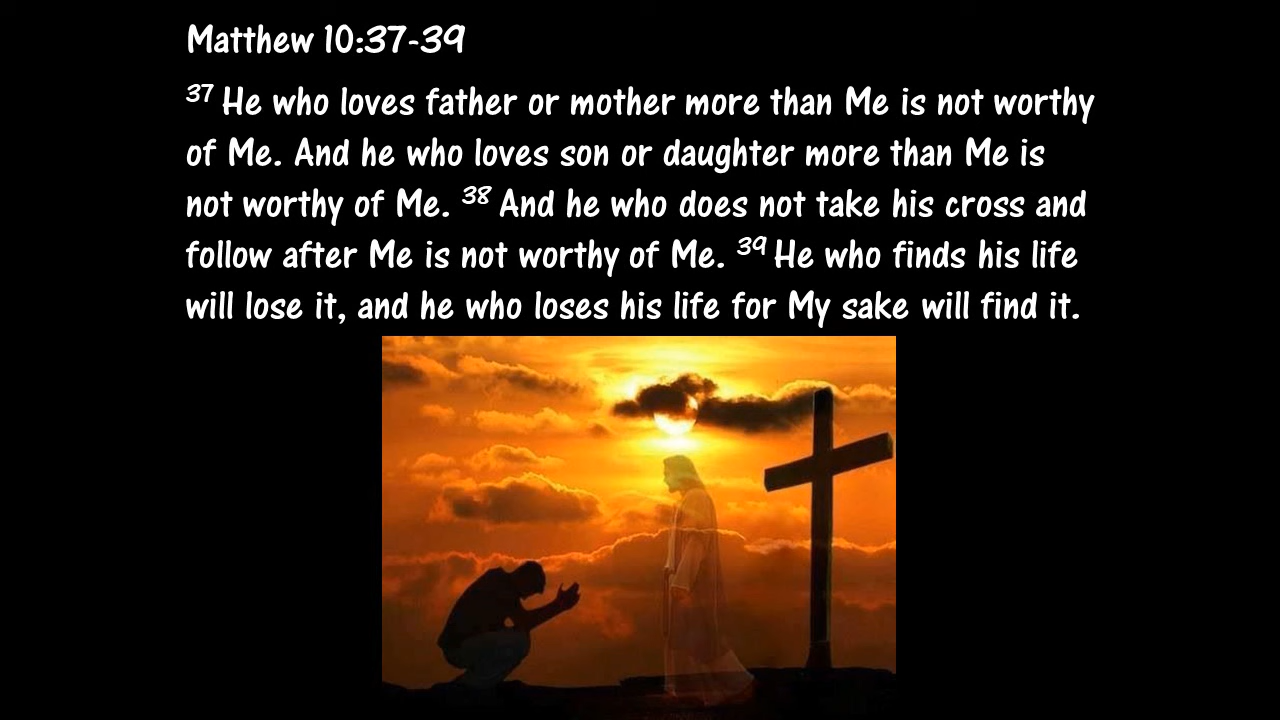 Matthew 10:37-39
37 He who loves father or mother more than Me is not worthy
of Me. And he who loves son or daughter more than Me is
not worthy of Me. 38 And he who does not take his cross and
follow after Me is not worthy of Me. 39 He who finds his life
will lose it, and he who loses his life for My sake will find it.